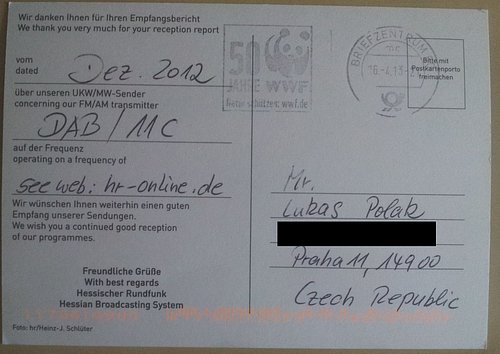 Wir danken Ihnen für Ihren Empfangsbericht
We thank you very much for your reception report
vom
dated
Dez. 2012
über unseren UKW/MW-Sender
concerning our FM/AM transmitter
DAB / 11C
auf der Frequenz
operating on a frequency of
see web: hr-online.de
Wir wünschen Ihnen weiterhin einen guten
Empfang unserer Sendungen.
We wish you a continued good reception
of our programmes.
Freundliche Grüße
With best regards
Hessischer Rundfunk
Hessian Broadcasting System
Foto: hr/Heinz-J. Schlüter
50
JAHRE WWF
wwf.de
BRIEFZENTRUM
Bitte mit
Postkartenporto
freimachen
Mr.
Lukas Polak
Praha 11, 14900
Czech Republic